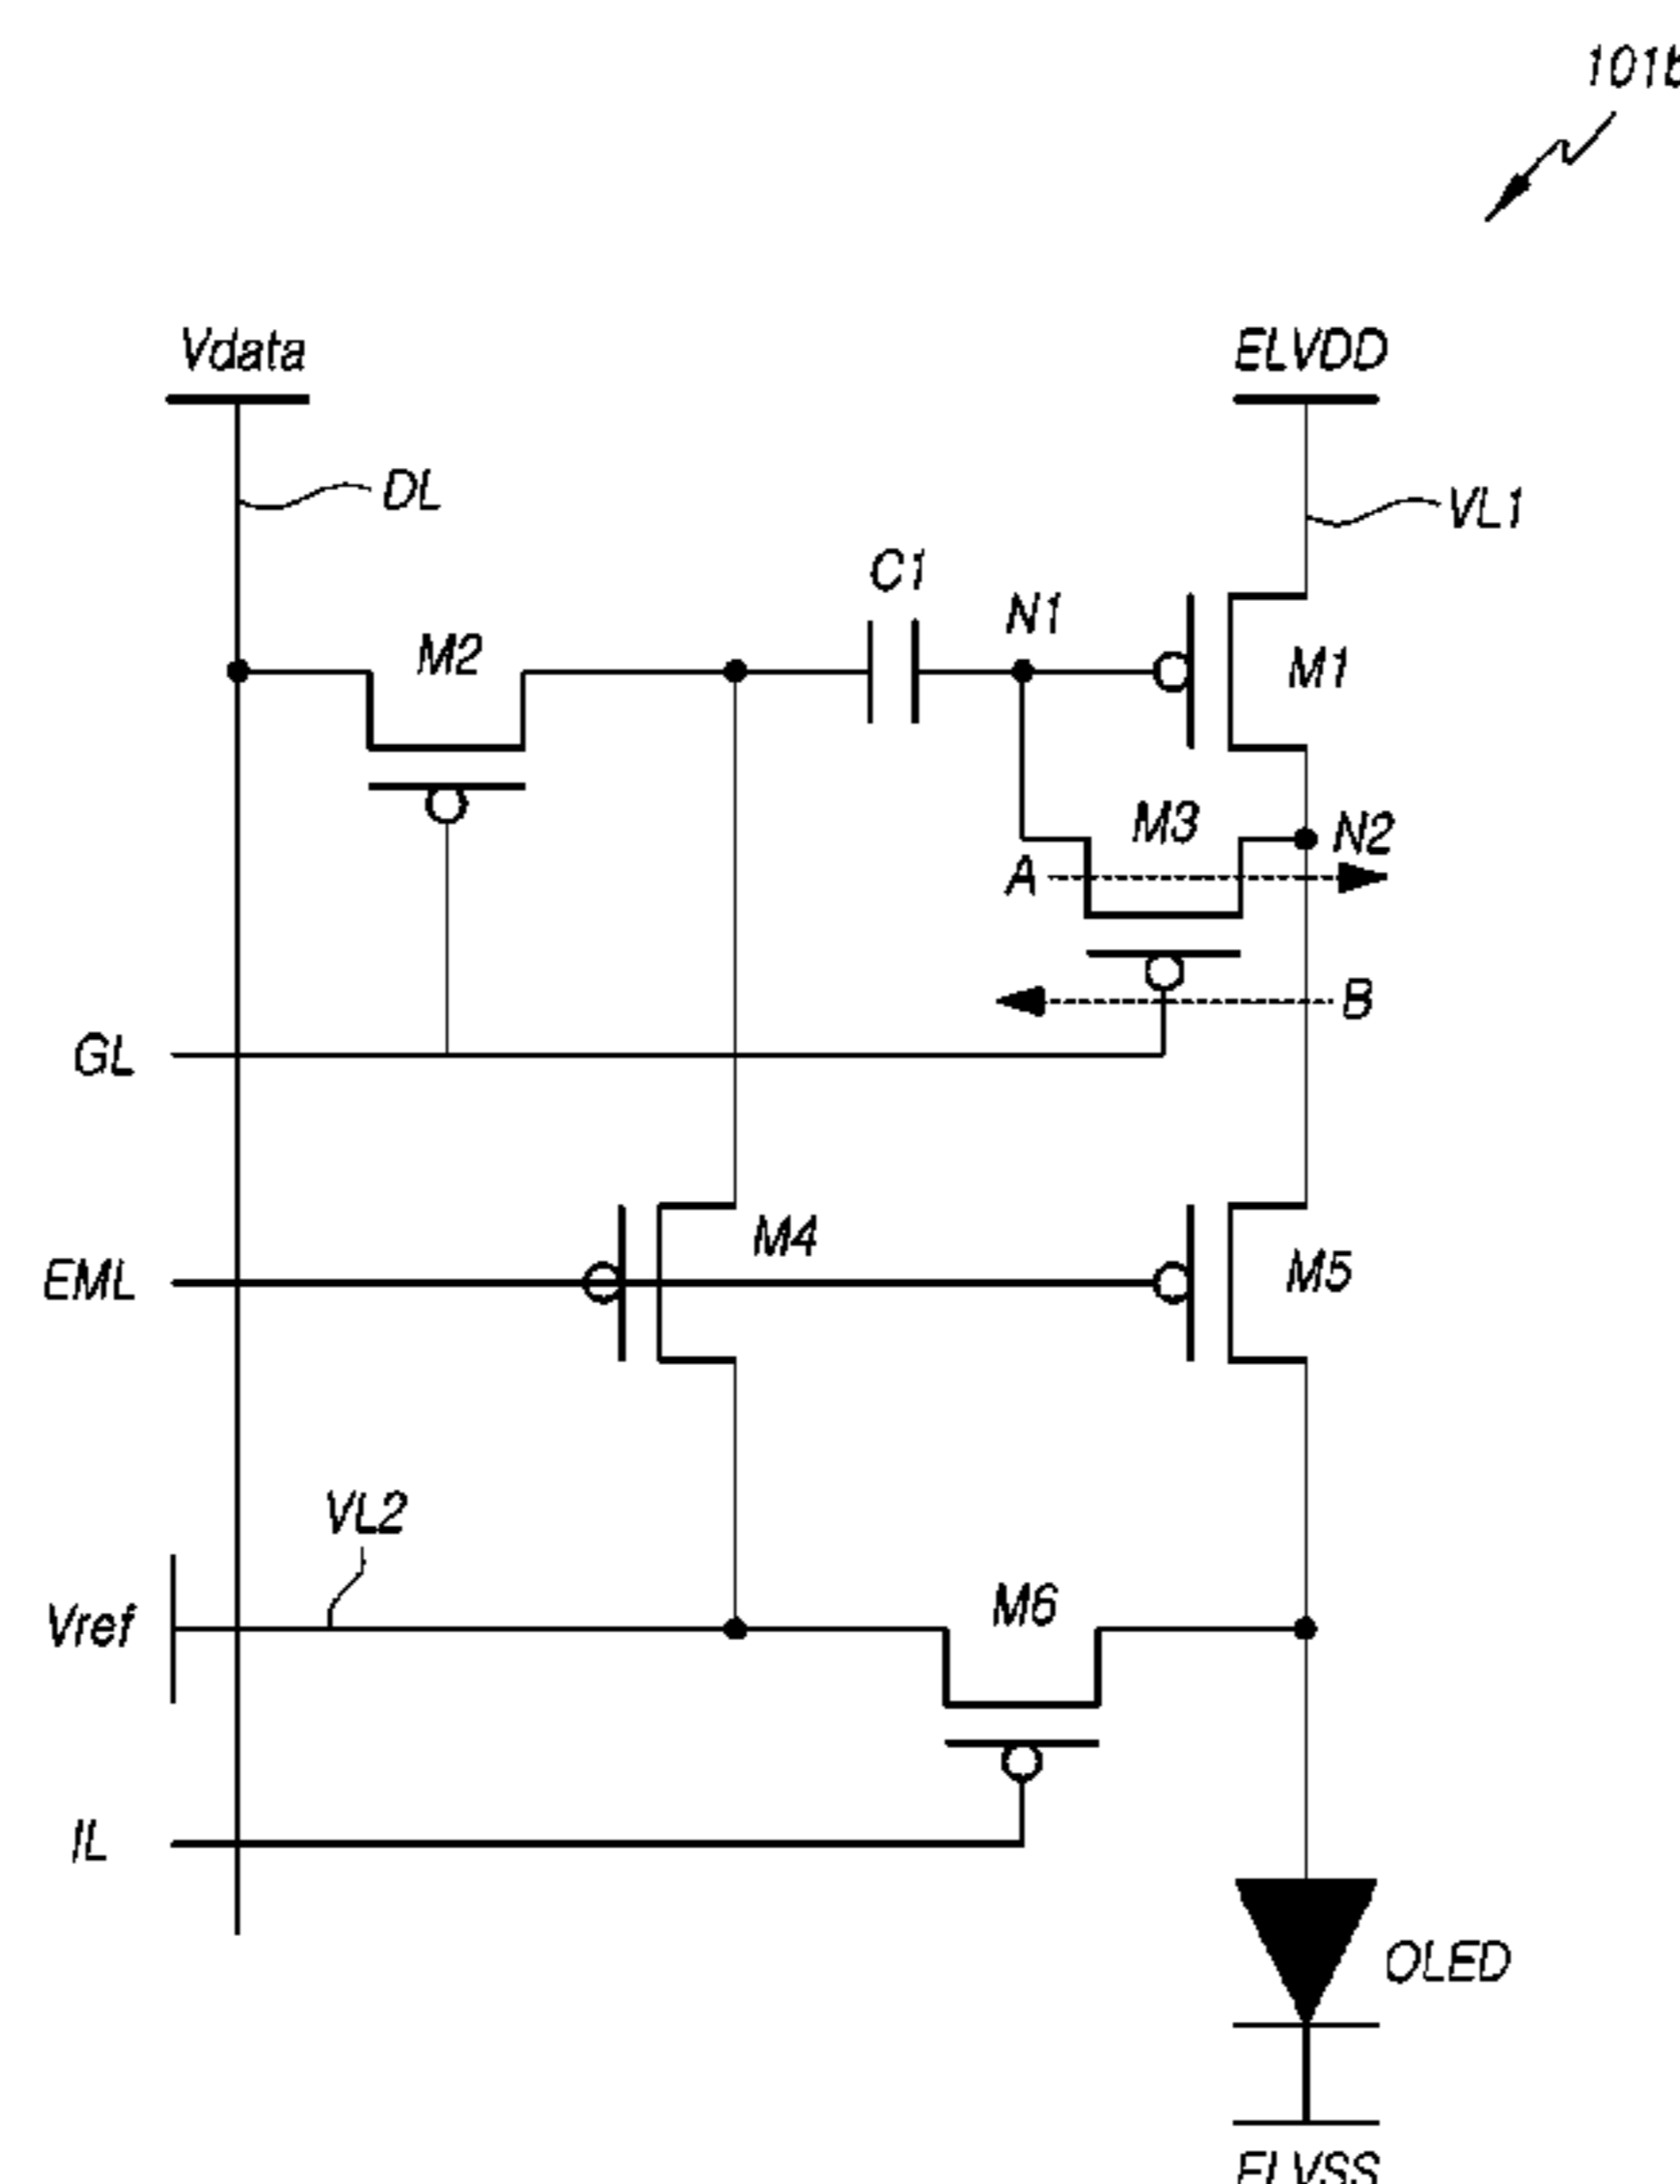 101b
Vdata
ELVDD
DL
VL1
C1
N1
M2
M1
M3
N2
A
B
GL
M4
EML
M5
VL2
Vref
M6
IL
OLED
ELVSS